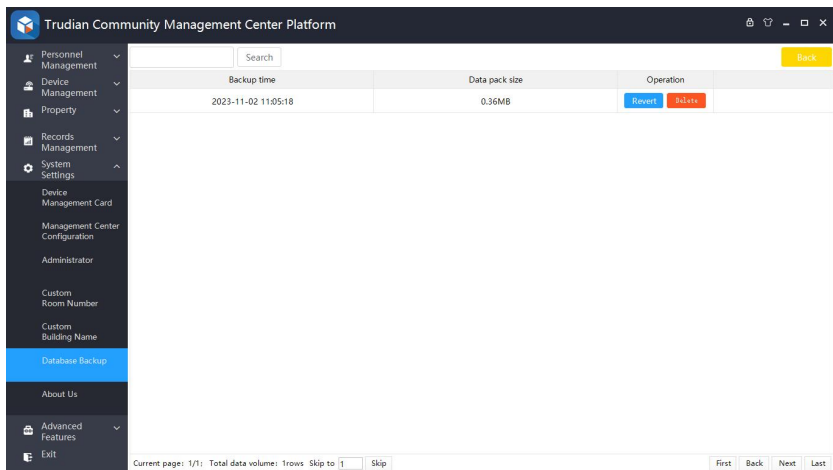 Trudian Community Management Center Platform
Personnel
Management
Device
Management
Property
Records
Management
System
Settings
Device
Management Card
Management Center
Configuration
Administrator
Custom
Room Number
Custom
Building Name
Database Backup
About Us
Advanced
Features
Exit
Search
Back
Backup time Data pack size Operation
2023-11-02 11:05:18 0.36MB Revert Delete
Current page: 1/1; Total data volume: 1rows Skip to 1 Skip
First Back Next Last